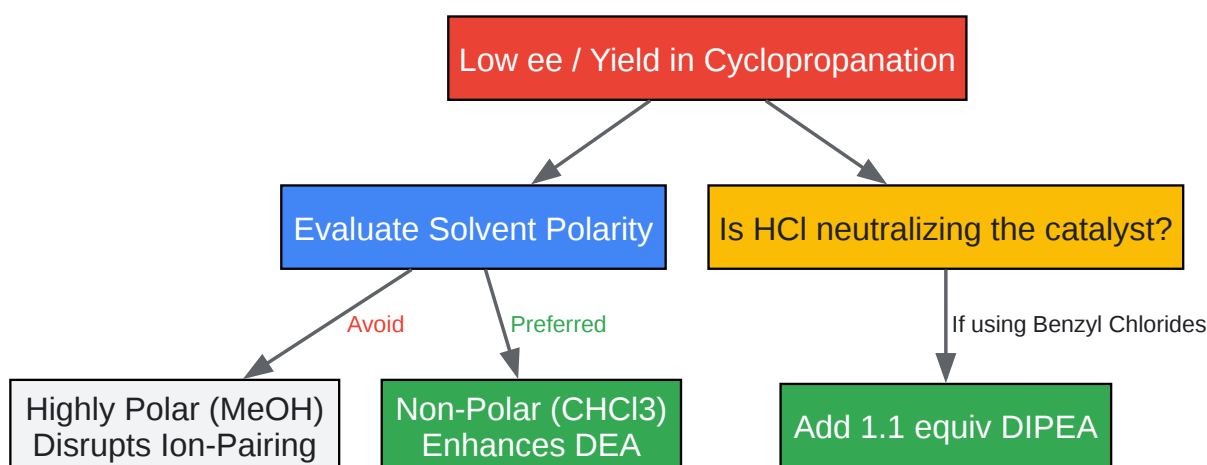 Low ee / Yield in Cyclopropanation
Evaluate Solvent Polarity
Is HCl neutralizing the catalyst?
Avoid
Preferred
If using Benzyl Chlorides
Highly Polar (MeOH)
Disrupts Ion-Pairing
Non-Polar (CHCl3)
Enhances DEA
Add 1.1 equiv DIPEA